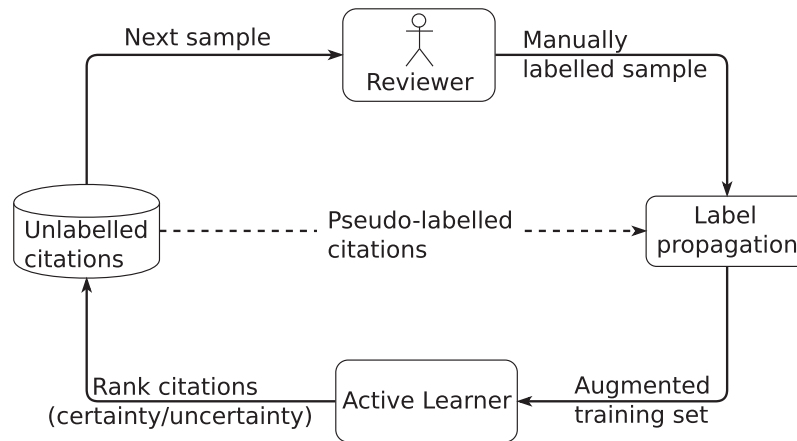 Next sample
Reviewer
Manually
labelled sample
Unlabelled
citations
Pseudo-labelled
citations
Label
propagation
Rank citations
(certainty/uncertainty)
Active Learner
Augmented
training set